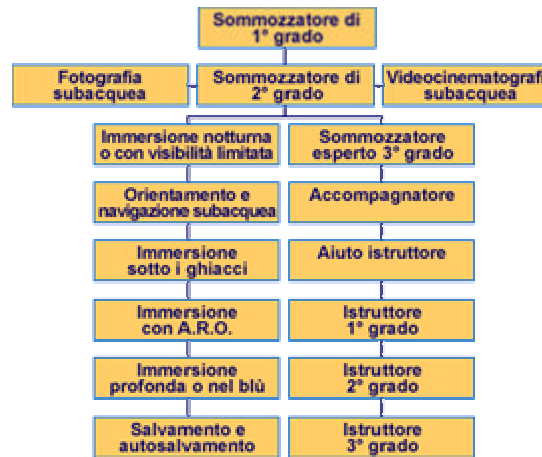 Sommozzatore di
1° grado
Fotografia
subacquea
Sommozzatore di
2° grado
Videocinematografi
subacquea
Immersione notturna
o con visibilità limitata
Sommozzatore
esperto 3° grado
Orientamento e
navigazione subacquea
Accompagnatore
Immersione
sotto i ghiacci
Aiuto istruttore
Immersione
con A.R.O.
Istruttore
1° grado
Immersione
profonda o nel blù
Istruttore
2° grado
Salvamento e
autosalvamento
Istruttore
3° grado